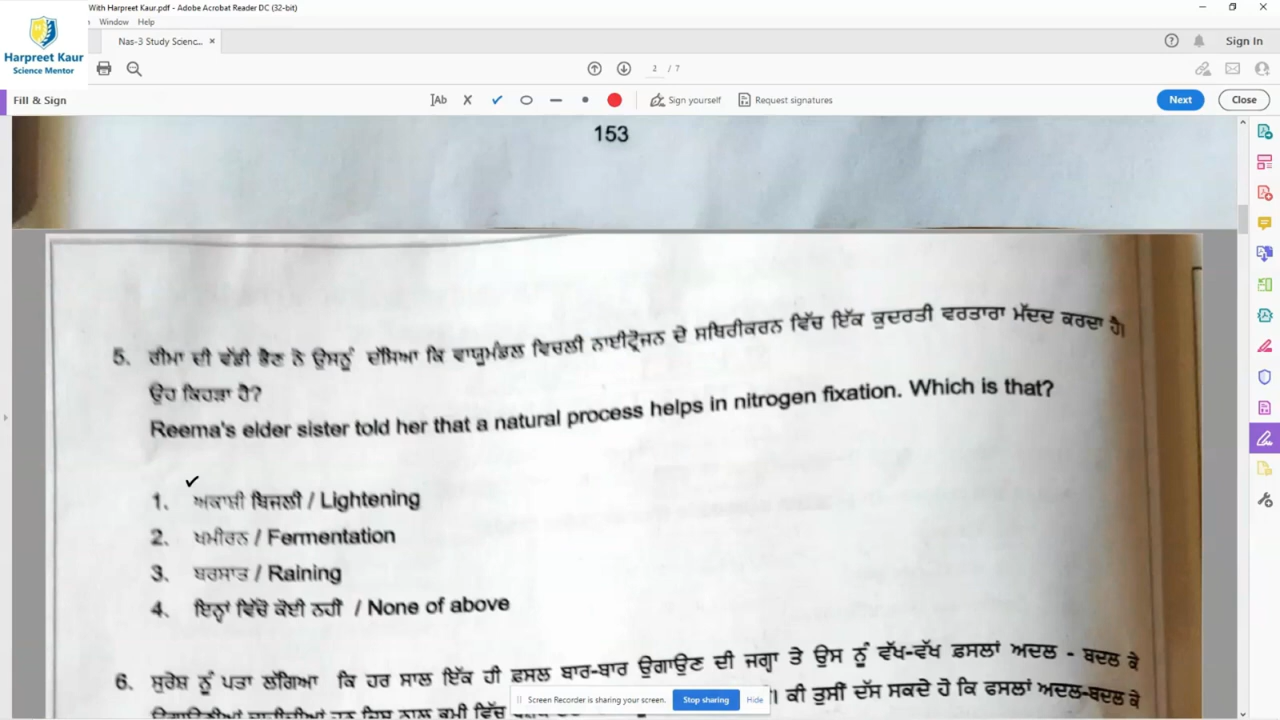 With Harpreet Kaur.pdf - Adobe Acrobat Reader DC (32-bit)
Window Help
Harpreet Kaur
Science Mentor
Nas-3 Study Scienc... ×
2 / 7
Sign In
Fill & Sign
Ab
Sign yourself
Request signatures
Next
Close
153
5. ਰੀਮਾ ਦੀ ਵੱਡੀ ਭੈਣ ਨੇ ਉਸਨੂੰ ਦੱਸਿਆ ਕਿ ਵਾਯੂਮੰਡਲ ਵਿਚਲੀ ਨਾਈਟ੍ਰੋਜਨ ਦੇ ਸਥਿਰੀਕਰਨ ਵਿੱਚ ਇੱਕ ਕੁਦਰਤੀ ਵਰਤਾਰਾ ਮੱਦਦ ਕਰਦਾ ਹੈ।
ਉਹ ਕਿਹੜਾ ਹੈ?
Reema's elder sister told her that a natural process helps in nitrogen fixation. Which is that?
1. ਅਕਾਸ਼ੀ ਬਿਜਲੀ / Lightening
2. ਖਮੀਰਨ / Fermentation
3. ਬਰਸਾਤ / Raining
4. ਇਨ੍ਹਾਂ ਵਿੱਚੋਂ ਕੋਈ ਨਹੀਂ / None of above
6. ਸੁਰੇਸ਼ ਨੂੰ ਪਤਾ ਲੱਗਿਆ ਕਿ ਹਰ ਸਾਲ ਇੱਕ ਹੀ ਫ਼ਸਲ ਬਾਰ-ਬਾਰ ਉਗਾਉਣ ਦੀ ਜਗ੍ਹਾ ਤੇ ਉਸ ਨੂੰ ਵੱਖ-ਵੱਖ ਫ਼ਸਲਾਂ ਅਦਲ - ਬਦਲ ਕੇ
ਕੀ ਤੁਸੀਂ ਦੱਸ ਸਕਦੇ ਹੋ ਕਿ ਫਸਲਾਂ ਅਦਲ-ਬਦਲ ਕੇ
Screen Recorder is sharing your screen. Stop sharing Hide